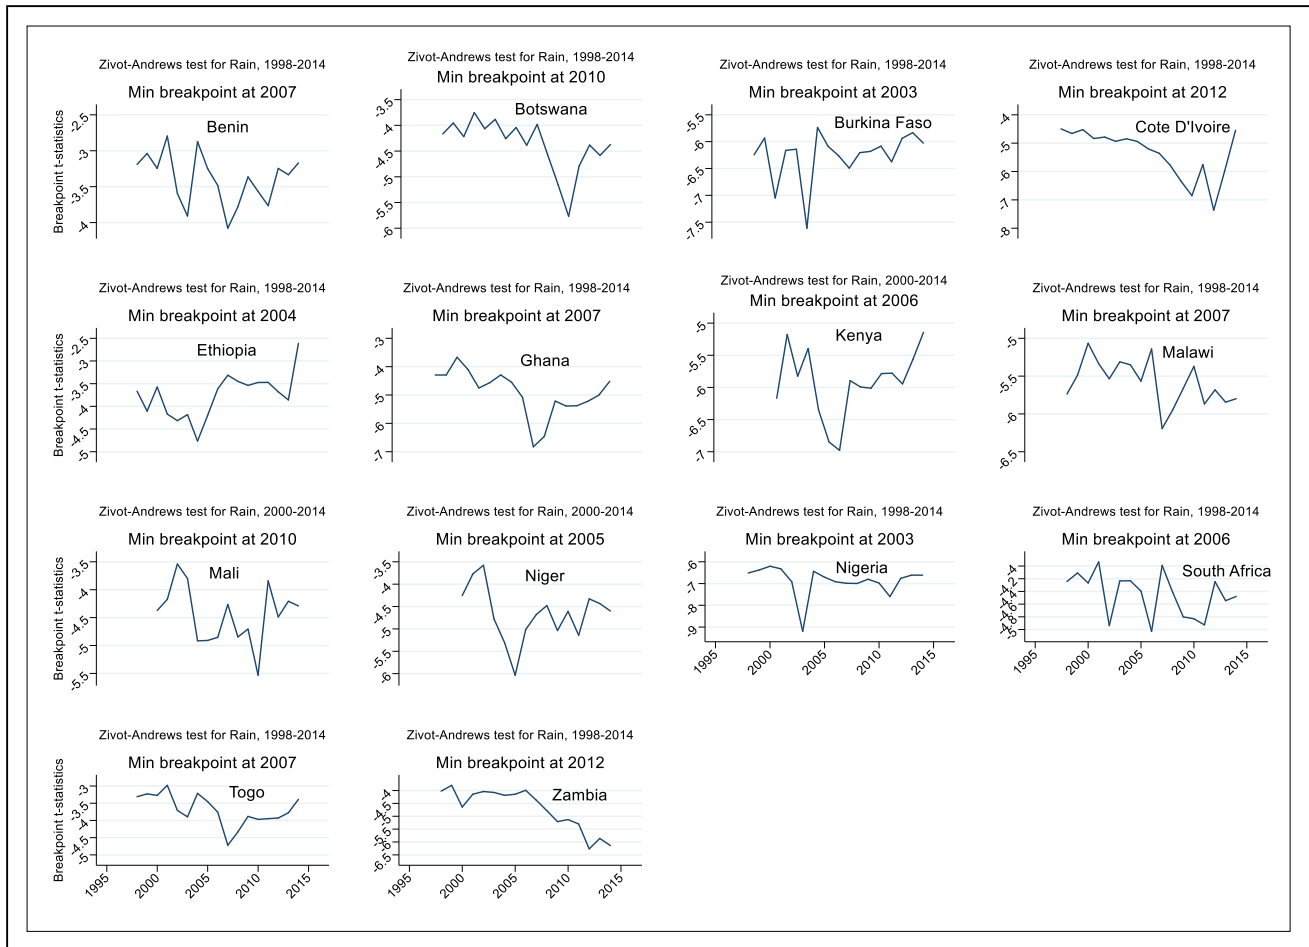 Zivot-Andrews test for Rain, 1998-2014
Min breakpoint at 2007
Benin
Breakpoint t-statistics
-2.5
-3
-3.5
-4
Zivot-Andrews test for Rain, 1998-2014
Min breakpoint at 2010
Botswana
-3.5
-4
-4.5
-5
-5.5
-6
Zivot-Andrews test for Rain, 1998-2014
Min breakpoint at 2003
Burkina Faso
-5.5
-6
-6.5
-7
-7.5
Zivot-Andrews test for Rain, 1998-2014
Min breakpoint at 2012
Cote D'Ivoire
-4
-5
-6
-7
-8
Zivot-Andrews test for Rain, 1998-2014
Min breakpoint at 2004
Ethiopia
Breakpoint t-statistics
-2.5
-3
-3.5
-4
-4.5
-5
Zivot-Andrews test for Rain, 1998-2014
Min breakpoint at 2007
Ghana
-3
-4
-5
-6
-7
Zivot-Andrews test for Rain, 2000-2014
Min breakpoint at 2006
Kenya
-5
-5.5
-6
-6.5
-7
Zivot-Andrews test for Rain, 1998-2014
Min breakpoint at 2007
Malawi
-5
-5.5
-6
-6.5
Zivot-Andrews test for Rain, 2000-2014
Min breakpoint at 2010
Mali
Breakpoint t-statistics
-3.5
-4
-4.5
-5
-5.5
Zivot-Andrews test for Rain, 2000-2014
Min breakpoint at 2005
Niger
-3.5
-4
-4.5
-5
-5.5
-6
Zivot-Andrews test for Rain, 1998-2014
Min breakpoint at 2003
Nigeria
-6
-7
-8
-9
1995
2000
2005
2010
2015
Zivot-Andrews test for Rain, 1998-2014
Min breakpoint at 2006
South Africa
-4
-4.2
-4.4
-4.6
-4.8
-5
1995
2000
2005
2010
2015
Zivot-Andrews test for Rain, 1998-2014
Min breakpoint at 2007
Togo
Breakpoint t-statistics
-3
-3.5
-4
-4.5
-5
1995
2000
2005
2010
2015
Zivot-Andrews test for Rain, 1998-2014
Min breakpoint at 2012
Zambia
-4
-4.5
-5
-5.5
-6
-6.5
1995
2000
2005
2010
2015